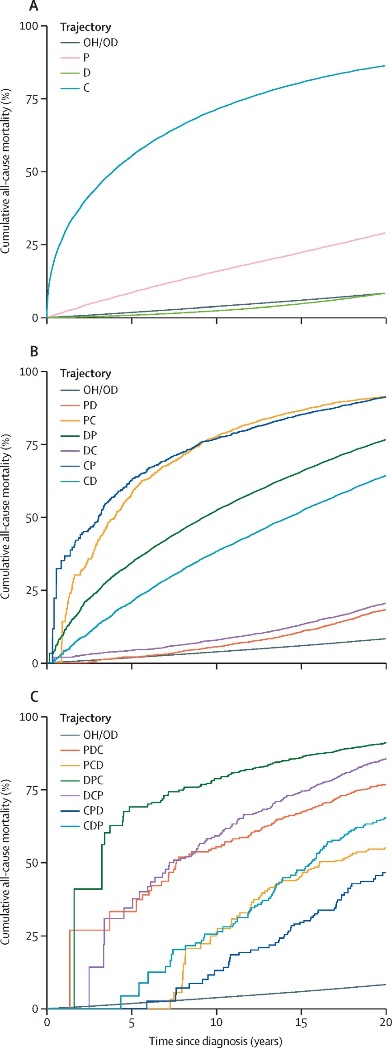 A
Cumulative all-cause mortality (%)
100
75
50
25
0
Trajectory
OH/OD
P
D
C
B
Cumulative all-cause mortality (%)
100
75
50
25
0
Trajectory
OH/OD
PD
PC
DP
DC
CP
CD
C
Cumulative all-cause mortality (%)
100
75
50
25
0
Trajectory
OH/OD
PDC
PCD
DPC
DCP
CPD
CDP
0 5 10 15 20
Time since diagnosis (years)